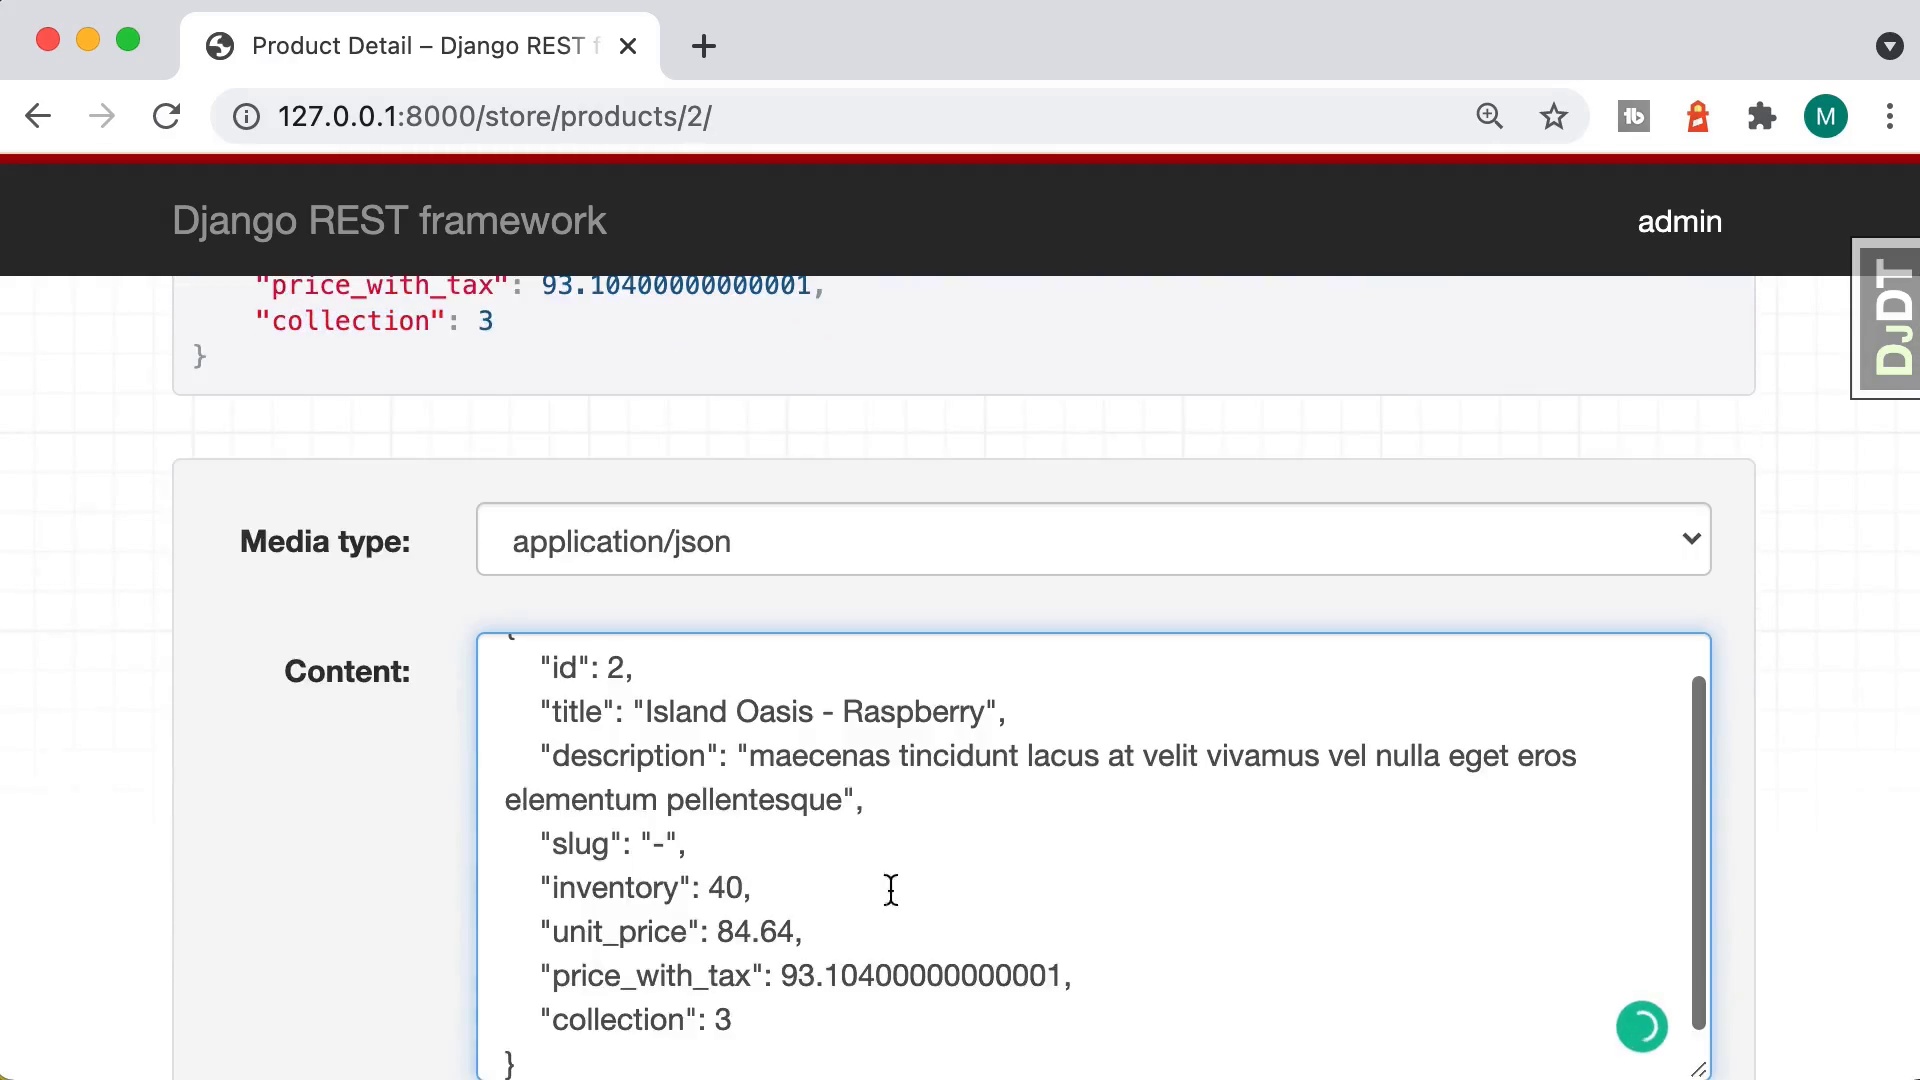 Product Detail – Django REST f
127.0.0.1:8000/store/products/2/
M
Django REST framework
admin
DJDT
"price_with_tax": 93.10400000000001,
"collection": 3
}
Media type:
application/json
Content:
{
"id": 2,
"title": "Island Oasis - Raspberry",
"description": "maecenas tincidunt lacus at velit vivamus vel nulla eget eros
elementum pellentesque",
"slug": "-",
"inventory": 40,
"unit_price": 84.64,
"price_with_tax": 93.10400000000001,
"collection": 3
}